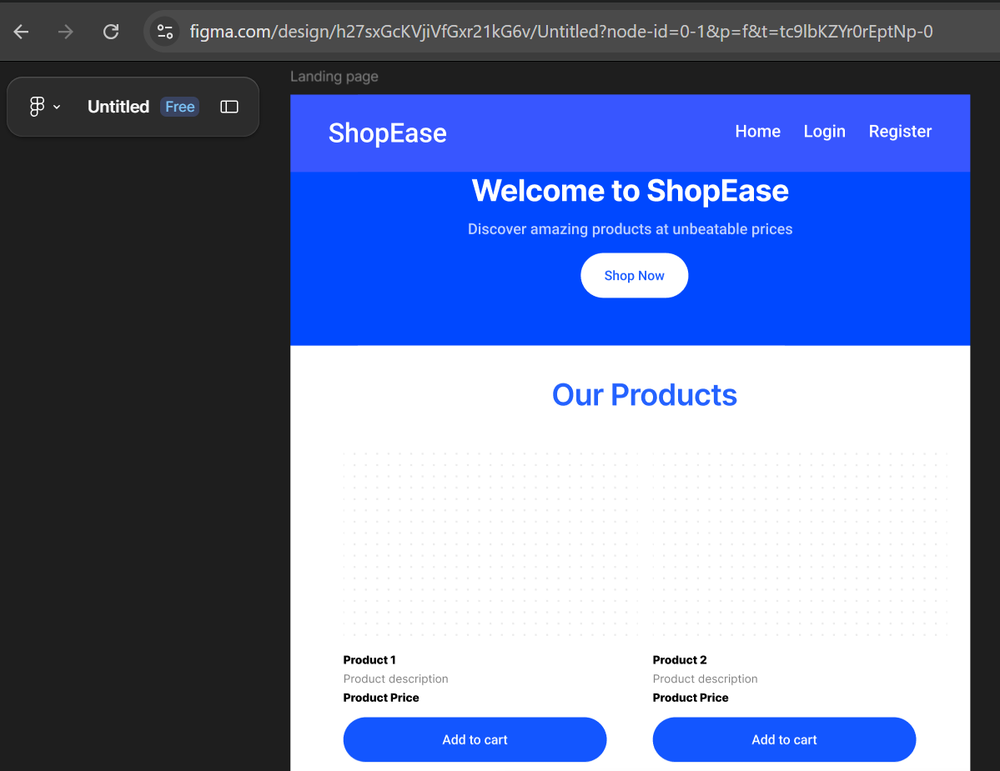 figma.com/design/h27sxGcKVjiVfGxr21kG6v/Untitled?node-id=0-1&p=f&t=tc9lbKZYr0rEptNp-0
Landing page
Untitled Free
ShopEase Home Login Register
Welcome to ShopEase
Discover amazing products at unbeatable prices
Shop Now
Our Products
Product 1 Product 2
Product description Product description
Product Price Product Price
Add to cart Add to cart